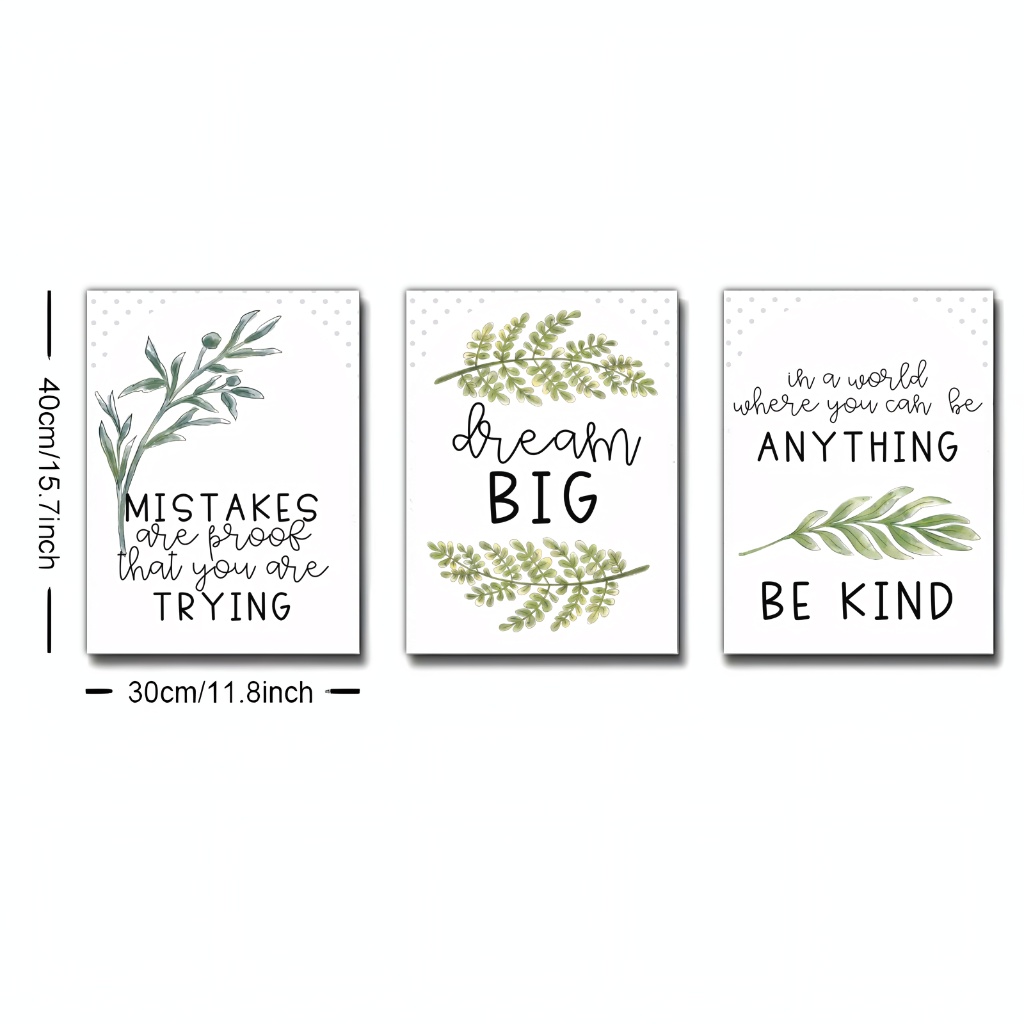 40cm/15.7inch
MISTAKES
are proof
that you are
TRYING
30cm/11.8inch
dream
BIG
in a world
where you can be
ANYTHING
BE KIND